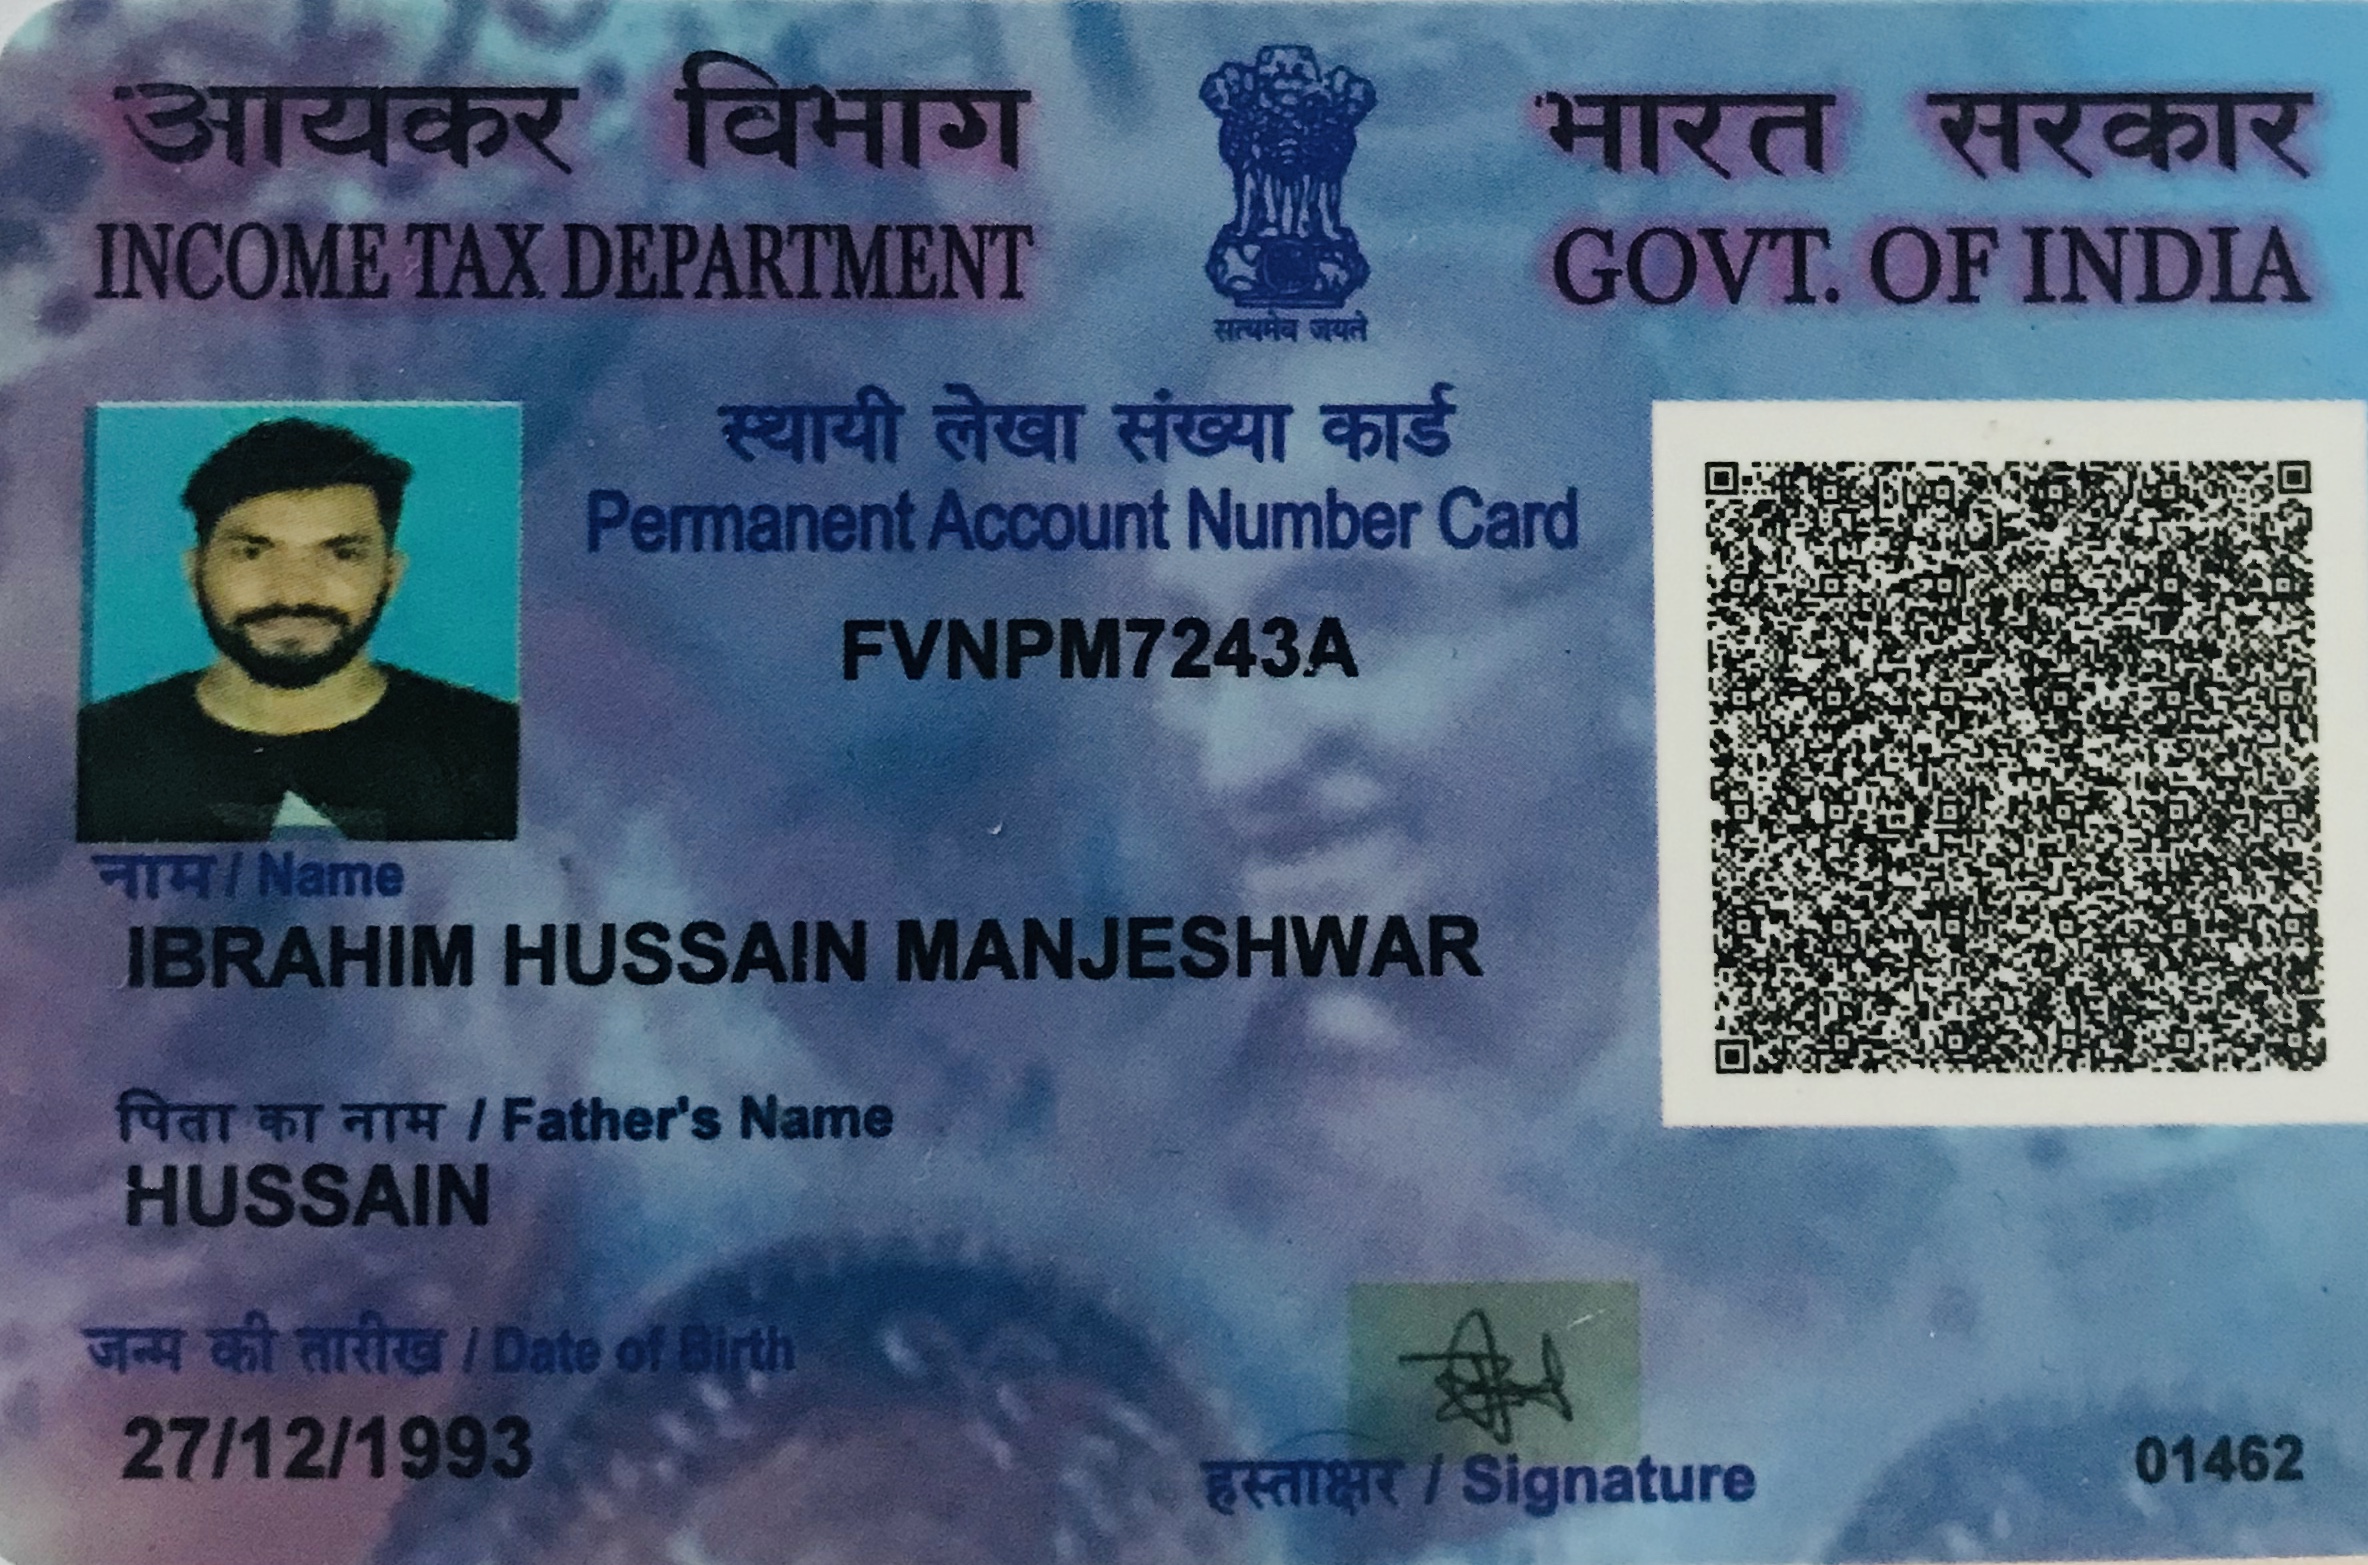 आयकर विभाग
INCOME TAX DEPARTMENT
सत्यमेव जयते
भारत सरकार
GOVT. OF INDIA
स्थायी लेखा संख्या कार्ड
Permanent Account Number Card
FVNPM7243A
नाम / Name
IBRAHIM HUSSAIN MANJESHWAR
पिता का नाम / Father's Name
HUSSAIN
जन्म की तारीख / Date of Birth
27/12/1993
हस्ताक्षर / Signature
01462